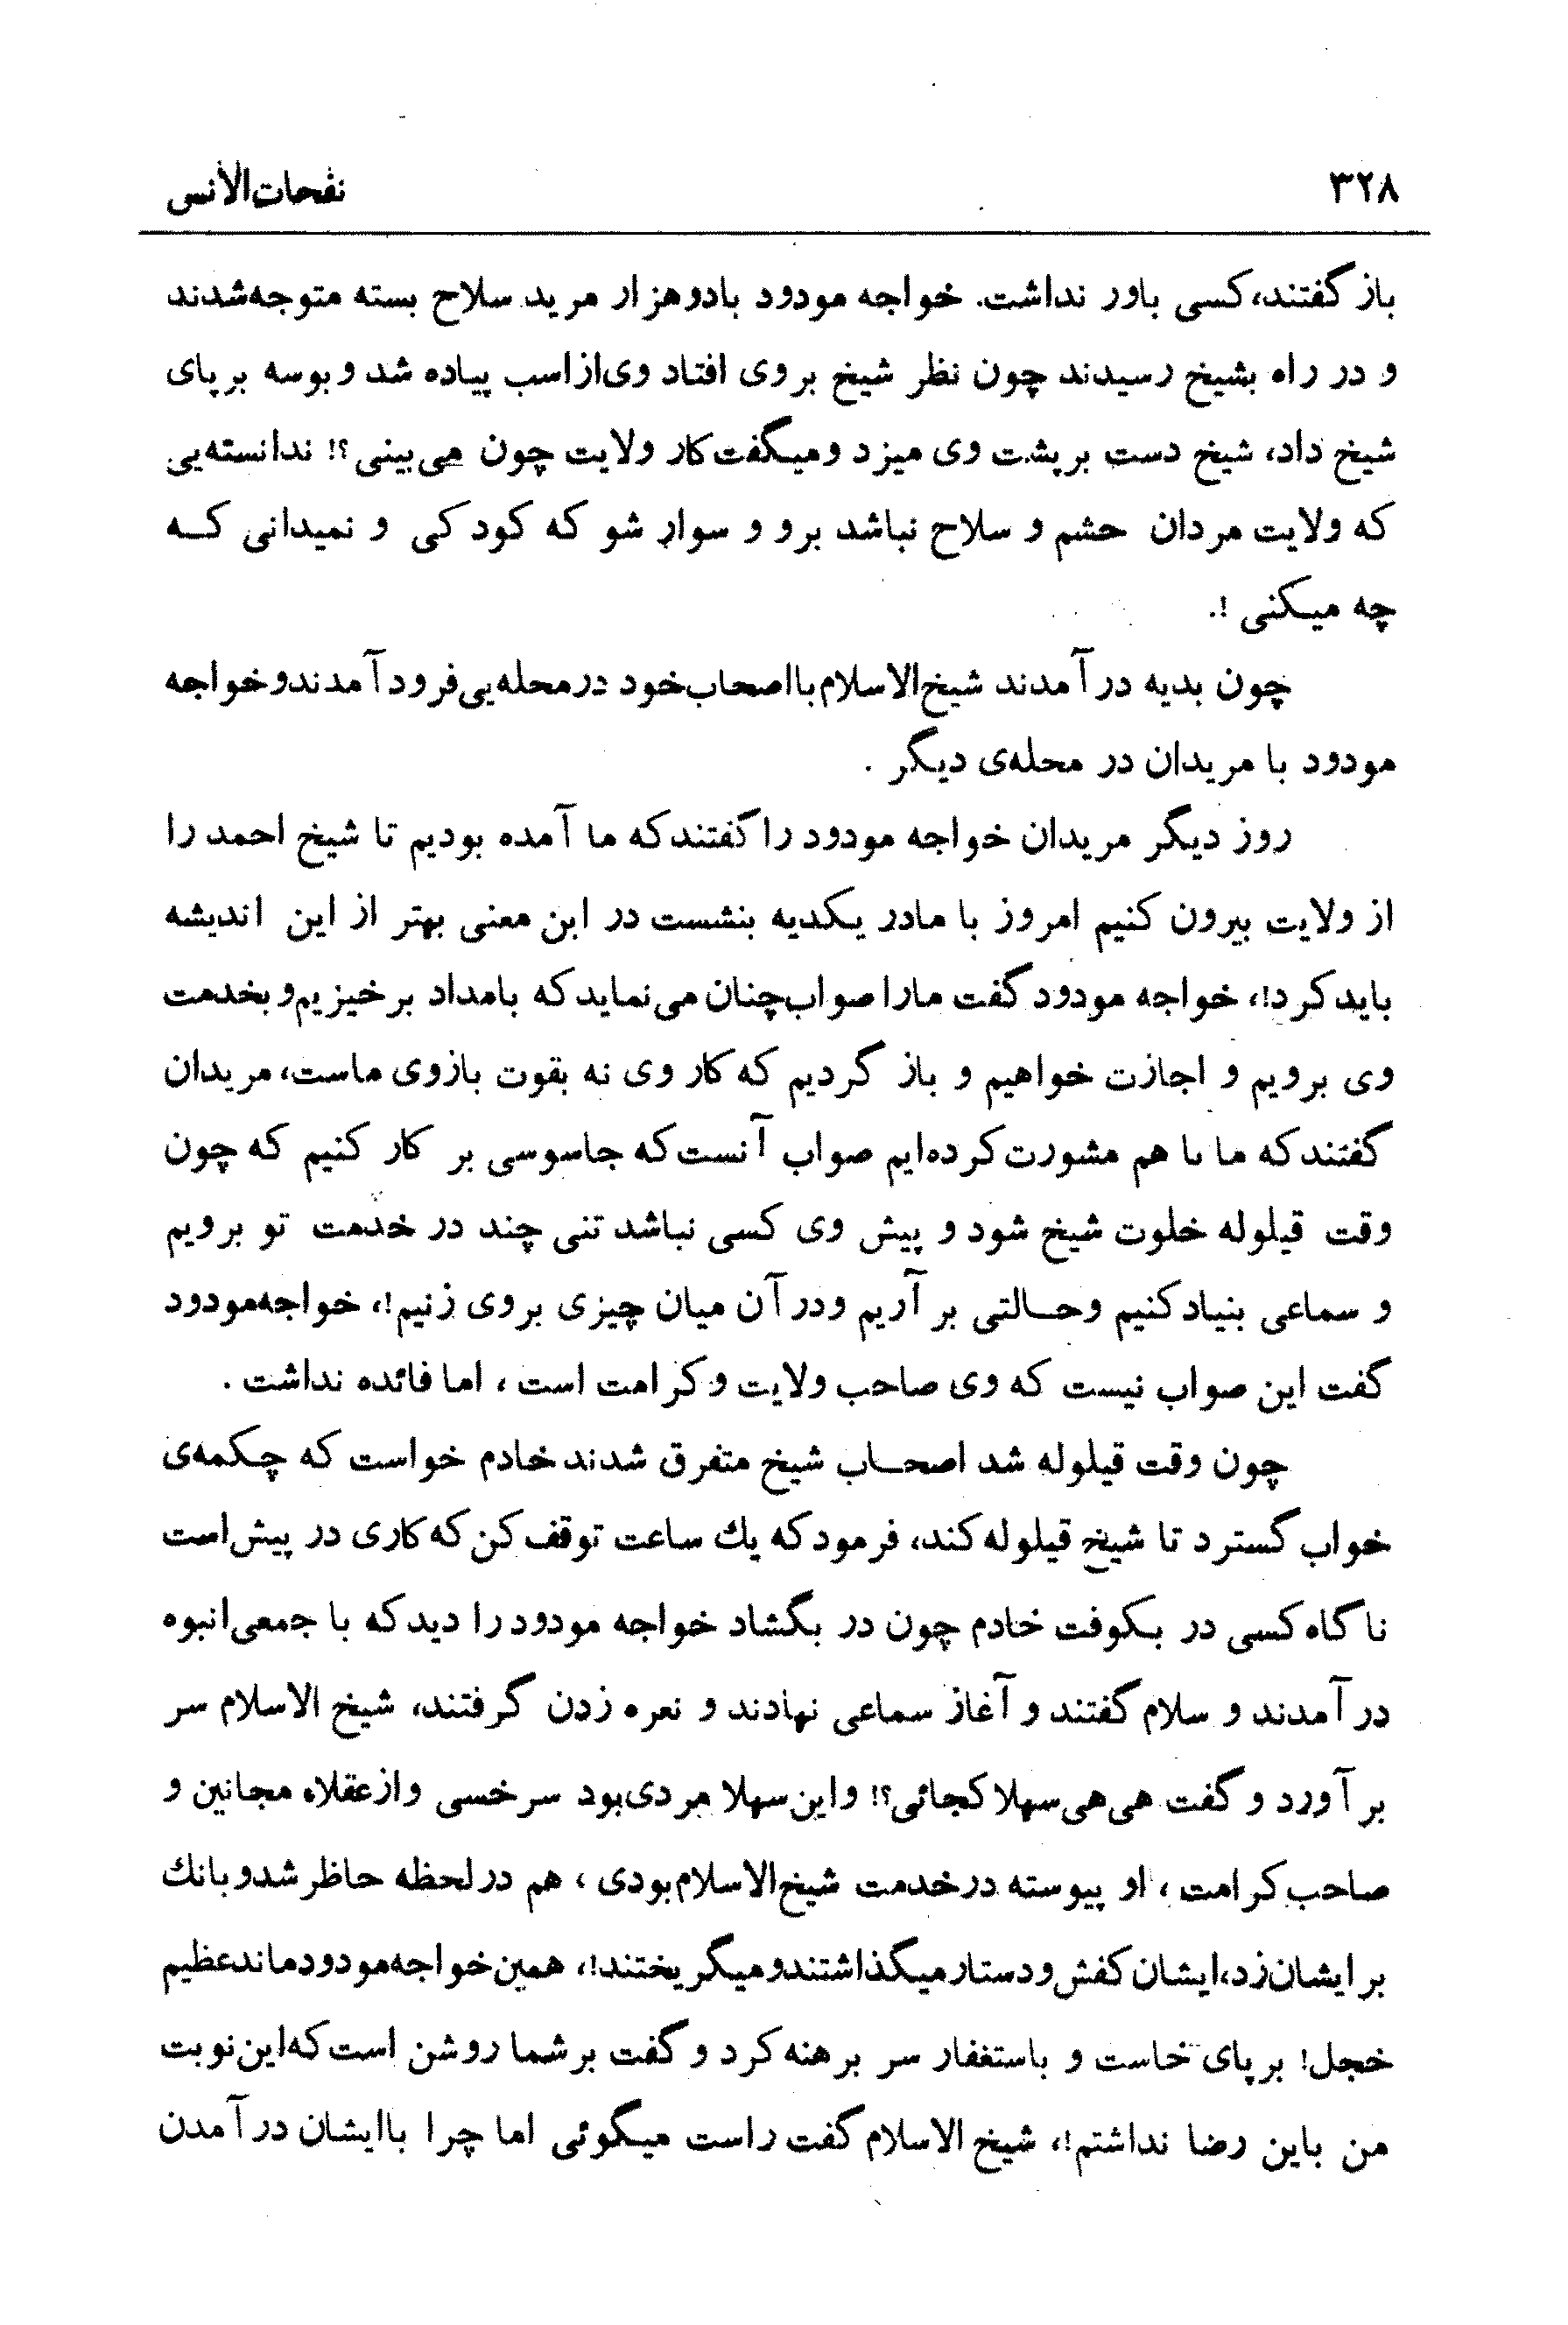 ۳۲۸ نفحات‌الأنس
باز گفتند، کسی باور نداشت. خواجه مودود بادوهزار مرید سلاح بسته متوجه‌شدند
و در راه بشیخ رسیدند چون نظر شیخ بروی افتاد وی‌ازاسب پیاده شد و بوسه بر پای
شیخ داد، شیخ دست بر پشت وی میزد ومیگفت کار ولایت چون می‌بینی؟! ندانسته‌یی
که ولایت مردان حشم و سلاح نباشد برو و سوار شو که کودکی و نمیدانی که
چه میکنی !.
چون بدیه در آمدند شیخ‌الاسلام بااصحاب‌خود درمحله‌یی‌فرود آمدندوخواجه
مودود با مریدان در محله‌ی دیگر .
روز دیگر مریدان خواجه مودود را گفتندکه ما آمده بودیم تا شیخ احمد را
از ولایت بیرون کنیم امروز با مادر یکدیه بنشست در ابن معنی بهتر از این اندیشه
باید کرد!، خواجه مودود گفت مارا صواب‌چنان می‌نماید که بامداد بر خیزیم‌و بخدمت
وی برویم و اجازت خواهیم و باز گردیم که کار وی نه بقوت بازوی ماست، مریدان
گفتند که ما با هم مشورت کرده‌ایم صواب آنست که جاسوسی بر کار کنیم که چون
وقت قیلوله خلوت شیخ شود و پیش وی کسی نباشد تنی چند در خدمت تو برویم
و سماعی بنیاد کنیم وحالتی بر آریم ودر آن میان چیزی بروی زنیم!، خواجه‌مودود
گفت این صواب نیست که وی صاحب ولایت و کرامت است ، اما فائده نداشت .
چون وقت قیلوله شد اصحاب شیخ متفرق شدند خادم خواست که چکمه‌ی
خواب گسترد تا شیخ قیلوله کند، فرمود که یك ساعت توقف کن که کاری در پیش‌است
ناگاه کسی در بکوفت خادم چون در بگشاد خواجه مودود را دید که با جمعی‌انبوه
در آمدند و سلام گفتند و آغاز سماعی نهادند و نعره زدن گرفتند، شیخ الاسلام سر
بر آورد و گفت هی‌هی‌سهلا کجائی؟! واین‌سهلا مردی‌بود سرخسی وازعقلاء مجانین و
صاحب کرامت ، او پیوسته درخدمت شیخ‌الاسلام بودی ، هم درلحظه حاظر شدو بانك
بر ایشان‌زد، ایشان کفش‌ودستار میگذاشتندومیگریختند!، همین‌خواجه‌مودودماندعظیم
خجل! بر پای خاست و باستغفار سر برهنه کرد و گفت برشما روشن است که‌این‌نوبت
من باین رضا نداشتم!، شیخ الاسلام گفت راست میگوئی اما چرا باایشان در آمدن